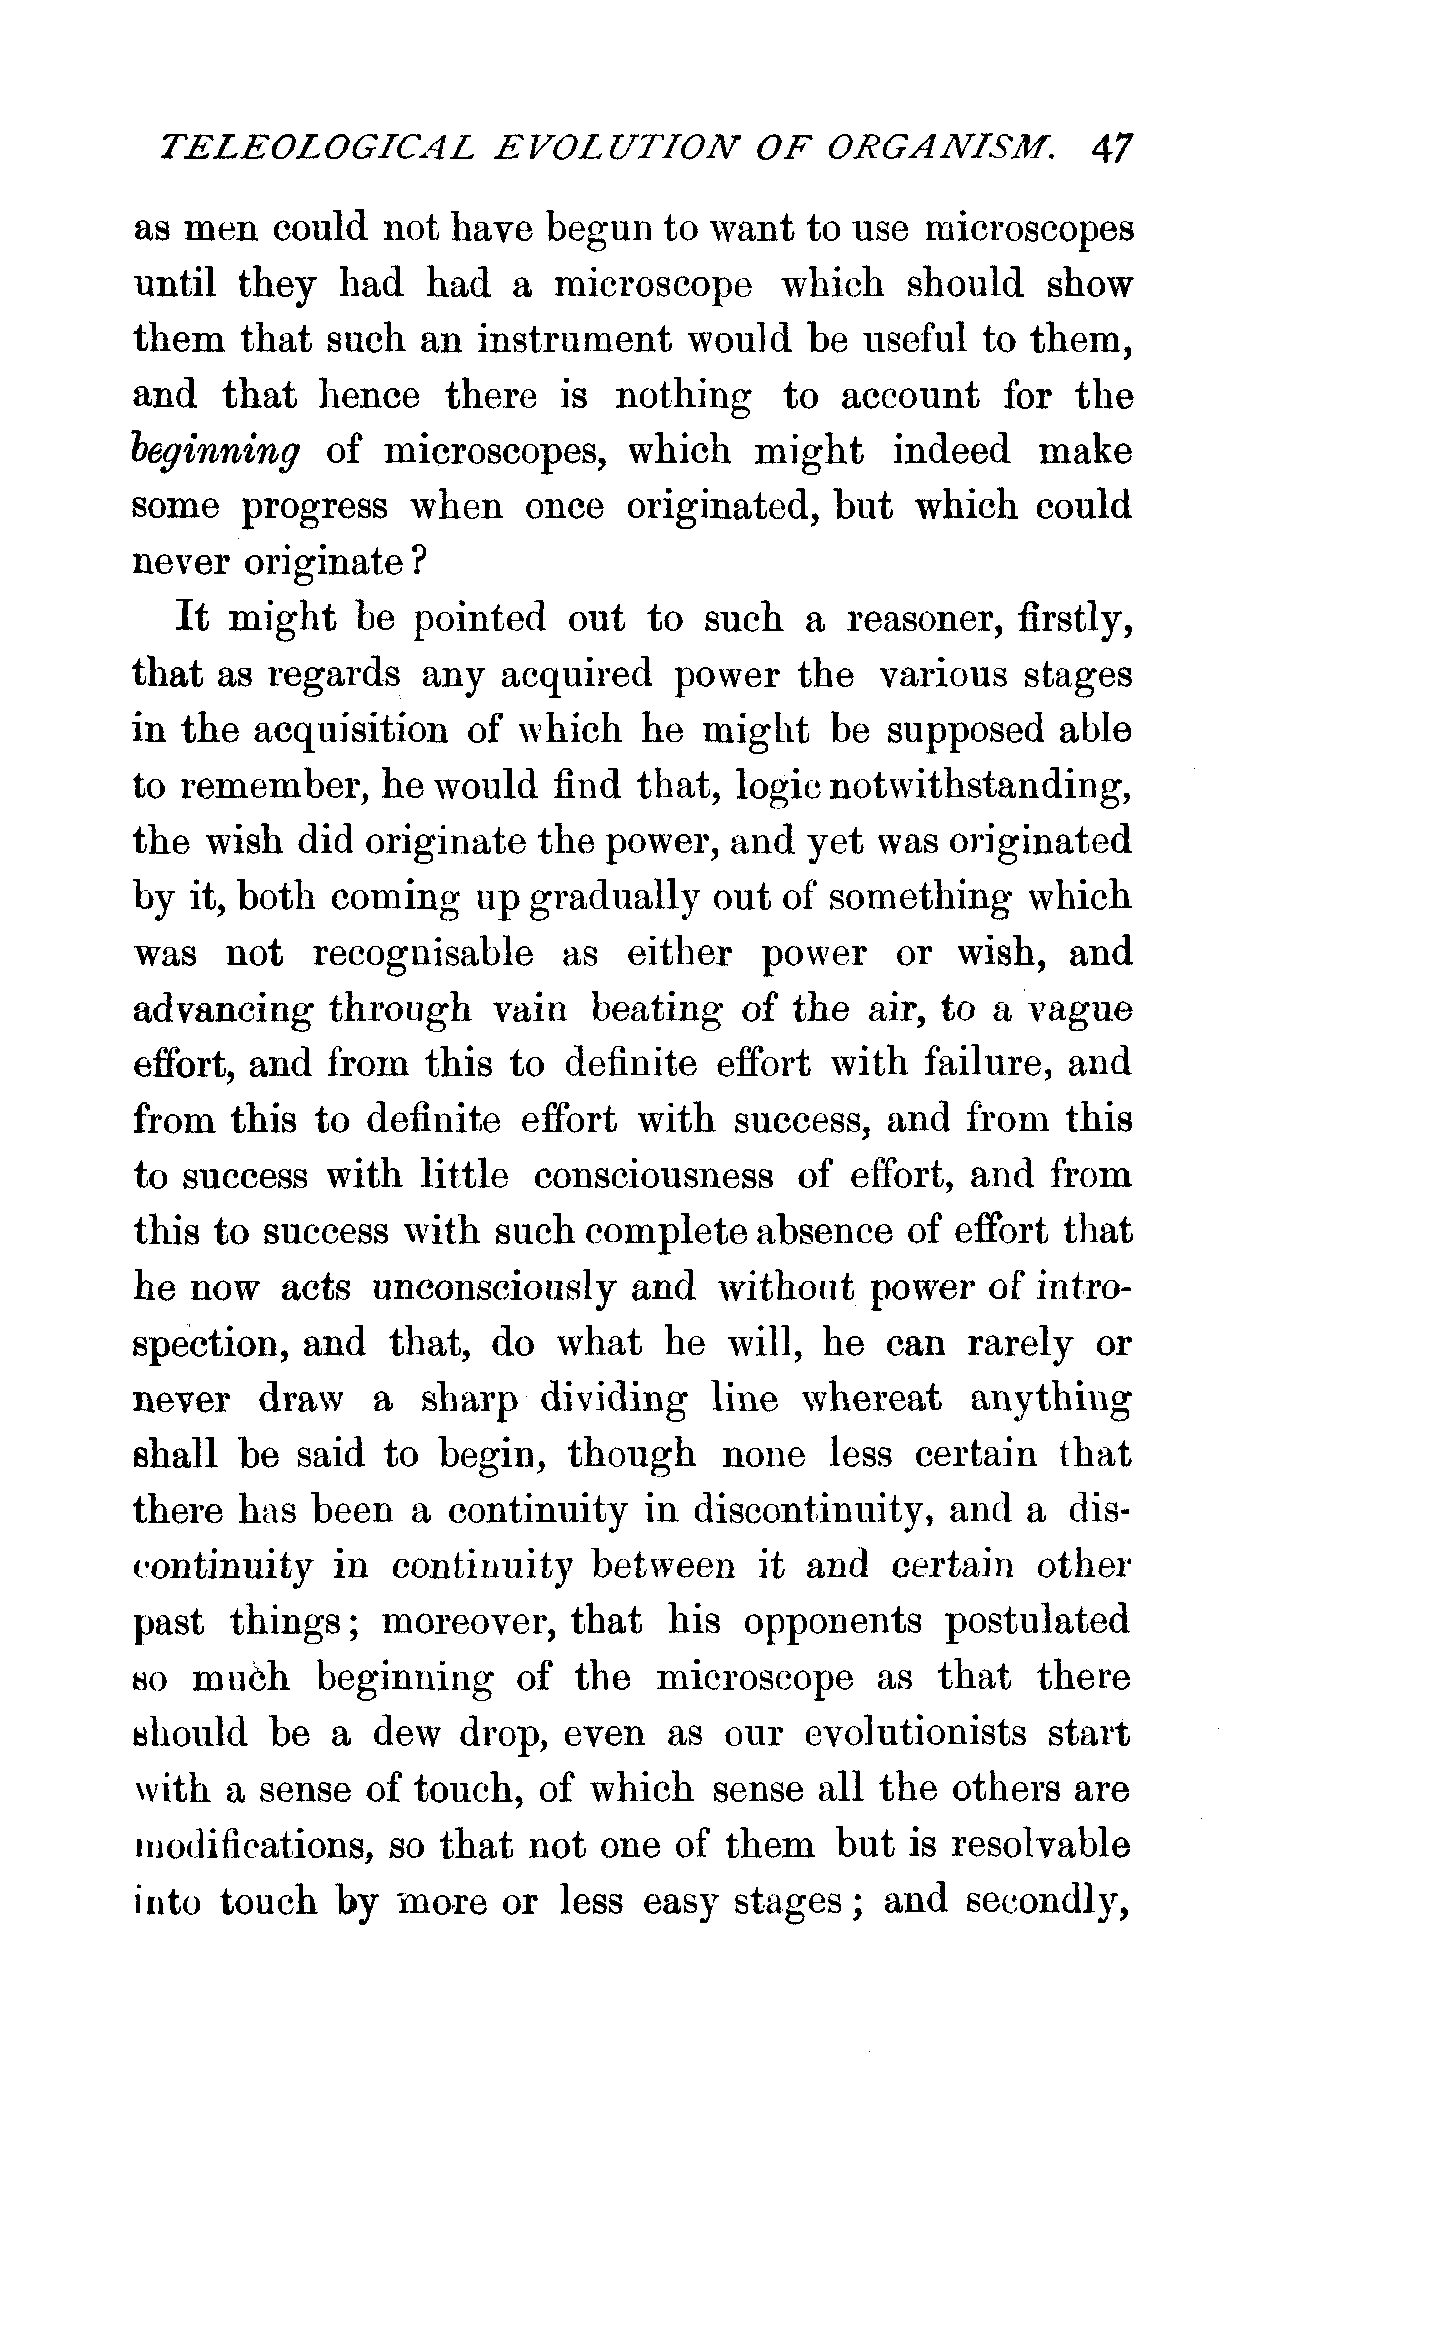 TELEOLOGICAL EVOLUTION OF ORGANISM. 47
as men could not have begun to want to use microscopes
until they had had a microscope which should show
them that such an instrument would be useful to them,
and that hence there is nothing to account for the
beginning of microscopes, which might indeed make
some progress when once originated, but which could
never originate?
It might be pointed out to such a reasoner, firstly,
that as regards any acquired power the various stages
in the acquisition of which he might be supposed able
to remember, he would find that, logic notwithstanding,
the wish did originate the power, and yet was originated
by it, both coming up gradually out of something which
was not recognisable as either power or wish, and
advancing through vain beating of the air, to a vague
effort, and from this to definite effort with failure, and
from this to definite effort with success, and from this
to success with little consciousness of effort, and from
this to success with such complete absence of effort that
he now acts unconsciously and without power of intro-
spection, and that, do what he will, he can rarely or
never draw a sharp dividing line whereat anything
shall be said to begin, though none less certain that
there has been a continuity in discontinuity, and a dis-
continuity in continuity between it and certain other
past things; moreover, that his opponents postulated
so much beginning of the microscope as that there
should be a dew drop, even as our evolutionists start
with a sense of touch, of which sense all the others are
modifications, so that not one of them but is resolvable
into touch by more or less easy stages; and secondly,